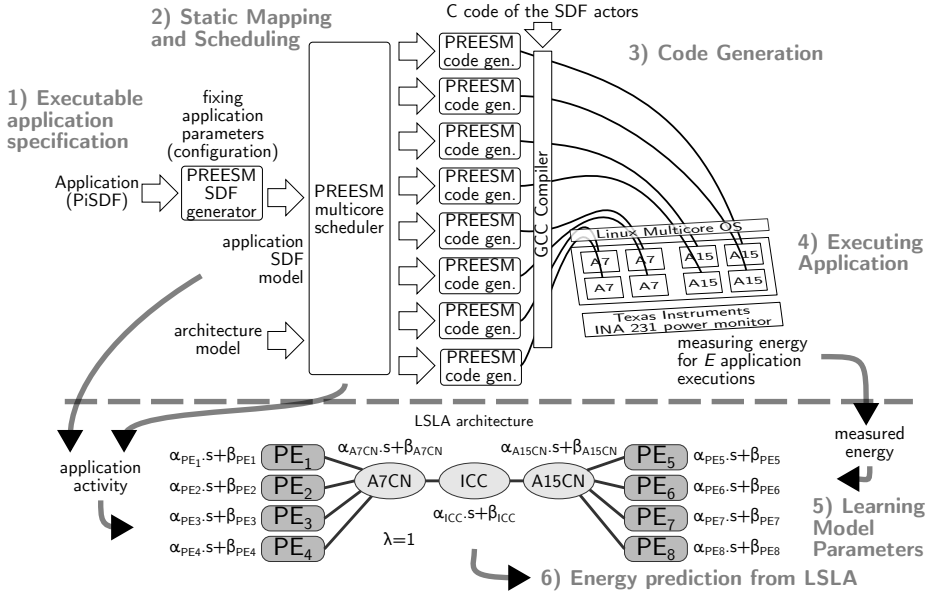 C code of the SDF actors
2) Static Mapping
and Scheduling
3) Code Generation
1) Executable
application
specification
fixing
application
parameters
(configuration)
Application
(PiSDF)
PREESM
SDF
generator
application
SDF
model
architecture
model
PREESM
multicore
scheduler
PREESM
code gen.
PREESM
code gen.
PREESM
code gen.
PREESM
code gen.
PREESM
code gen.
PREESM
code gen.
PREESM
code gen.
PREESM
code gen.
GCC Compiler
Linux Multicore OS
A7 A7 A15 A15
A7 A7 A15 A15
Texas Instruments
INA 231 power monitor
4) Executing
Application
measuring energy
for E application
executions
LSLA architecture
application
activity
measured
energy
α_PE1.s+β_PE1
α_PE2.s+β_PE2
α_PE3.s+β_PE3
α_PE4.s+β_PE4
PE1
PE2
PE3
PE4
α_A7CN.s+β_A7CN
A7CN
ICC
α_ICC.s+β_ICC
λ=1
α_A15CN.s+β_A15CN
A15CN
PE5
PE6
PE7
PE8
α_PE5.s+β_PE5
α_PE6.s+β_PE6
α_PE7.s+β_PE7
α_PE8.s+β_PE8
5) Learning
Model
Parameters
6) Energy prediction from LSLA